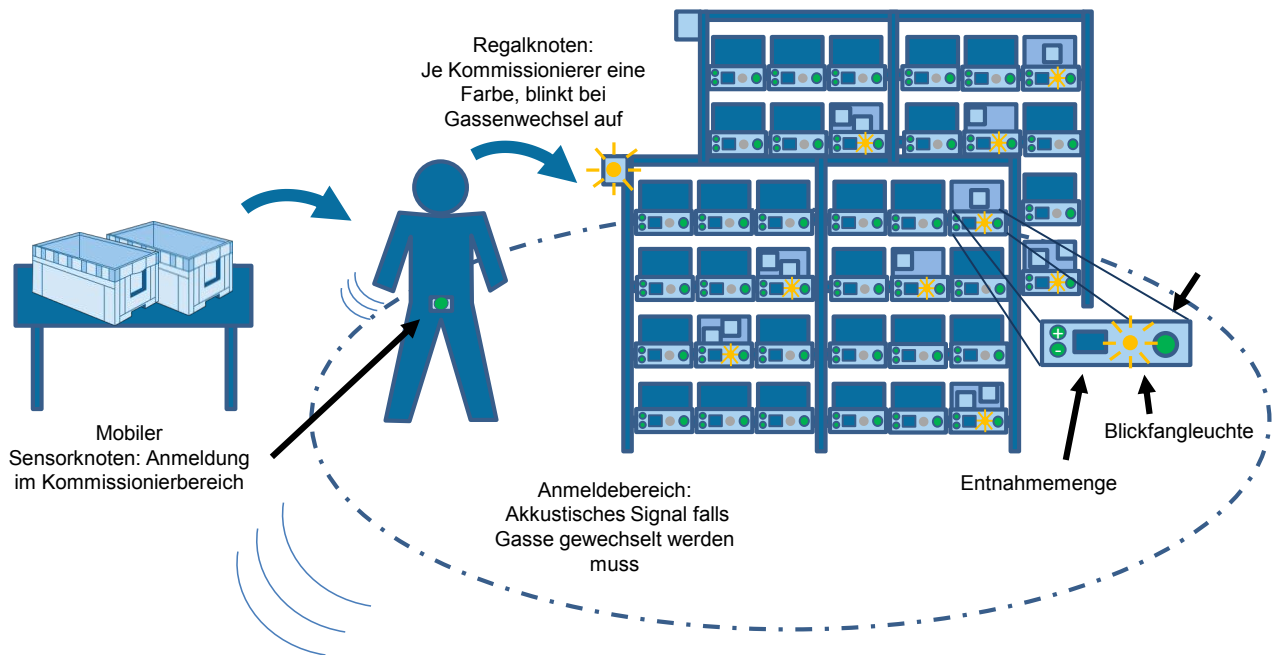 Regalknoten:
Je Kommissionierer eine
Farbe, blinkt bei
Gassenwechsel auf
Mobiler
Sensorknoten: Anmeldung
im Kommissionierbereich
Anmeldebereich:
Akkustisches Signal falls
Gasse gewechselt werden
muss
Entnahmemenge
Blickfangleuchte
+
−